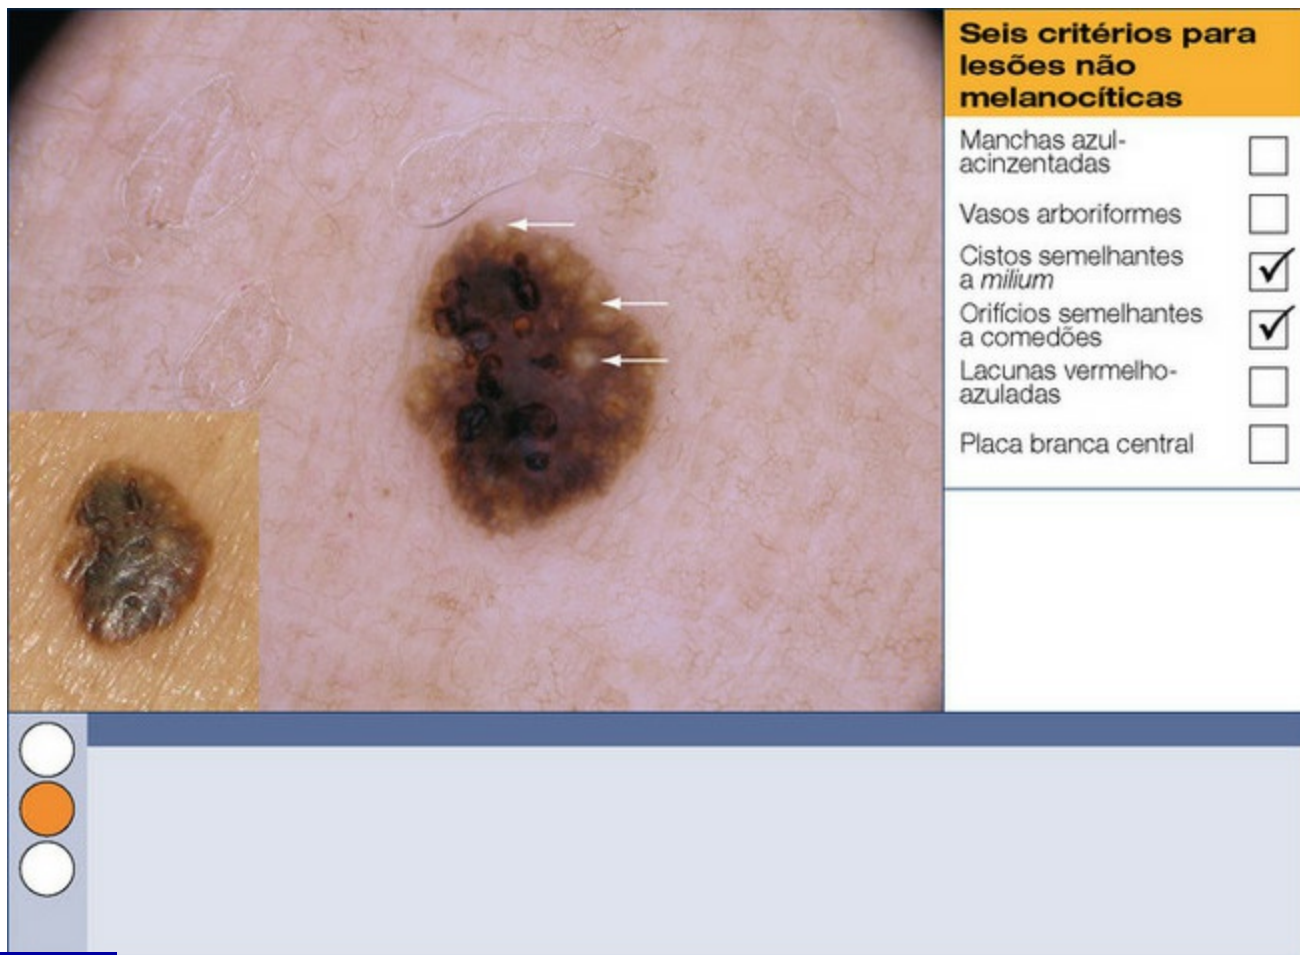 Seis critérios para
lesões não
melanocíticas
Manchas azul-
acinzentadas
Vasos arboriformes
Cistos semelhantes
a milium
Orifícios semelhantes
a comedões
Lacunas vermelho-
azuladas
Placa branca central